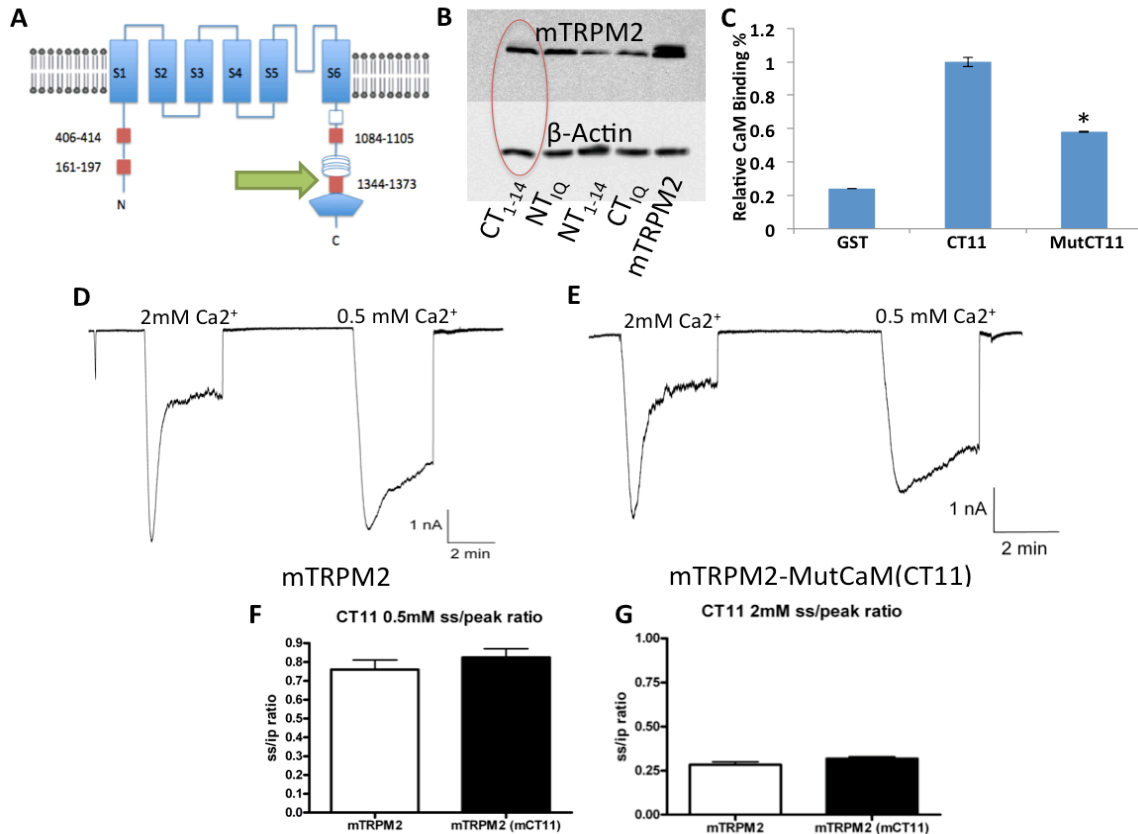 A
S1 S2 S3 S4 S5 S6
406-414
161-197
N
1084-1105
1344-1373
C
B
mTRPM2
β-Actin
CT1-14
NTIQ
NT1-14
CTIQ
mTRPM2
C
Relative CaM Binding %
1.2
1
0.8
0.6
0.4
0.2
0
*
GST CT11 MutCT11
D
2mM Ca2+
0.5 mM Ca2+
1 nA
2 min
mTRPM2
E
2mM Ca2+
0.5 mM Ca2+
1 nA
2 min
mTRPM2-MutCaM(CT11)
F
CT11 0.5mM ss/peak ratio
ss/ip ratio
0.9
0.8
0.7
0.6
0.5
0.4
0.3
0.2
0.1
0.0
mTRPM2 mTRPM2 (mCT11)
G
CT11 2mM ss/peak ratio
ss/ip ratio
1.00
0.75
0.50
0.25
0.00
mTRPM2 mTRPM2 (mCT11)